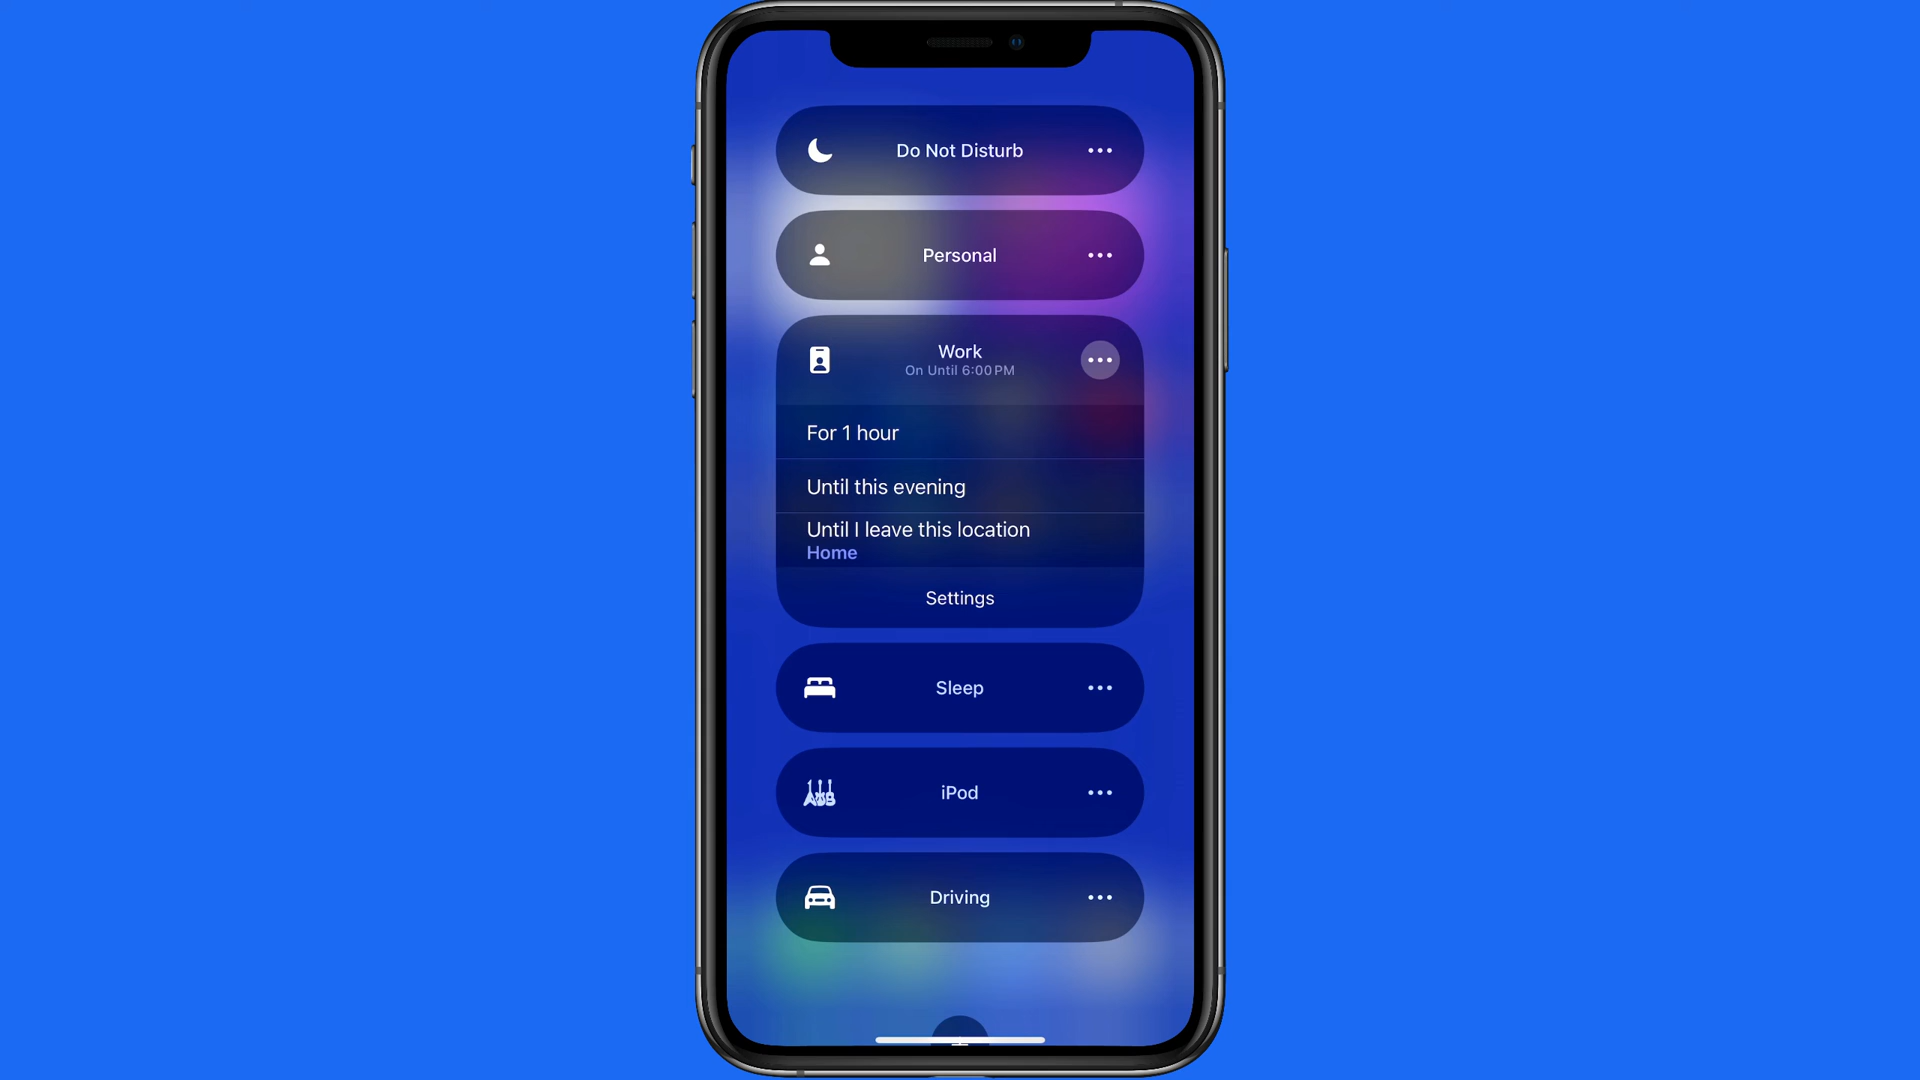 Do Not Disturb
Personal
Work
On Until 6:00 PM
For 1 hour
Until this evening
Until I leave this location
Home
Settings
Sleep
iPod
Driving